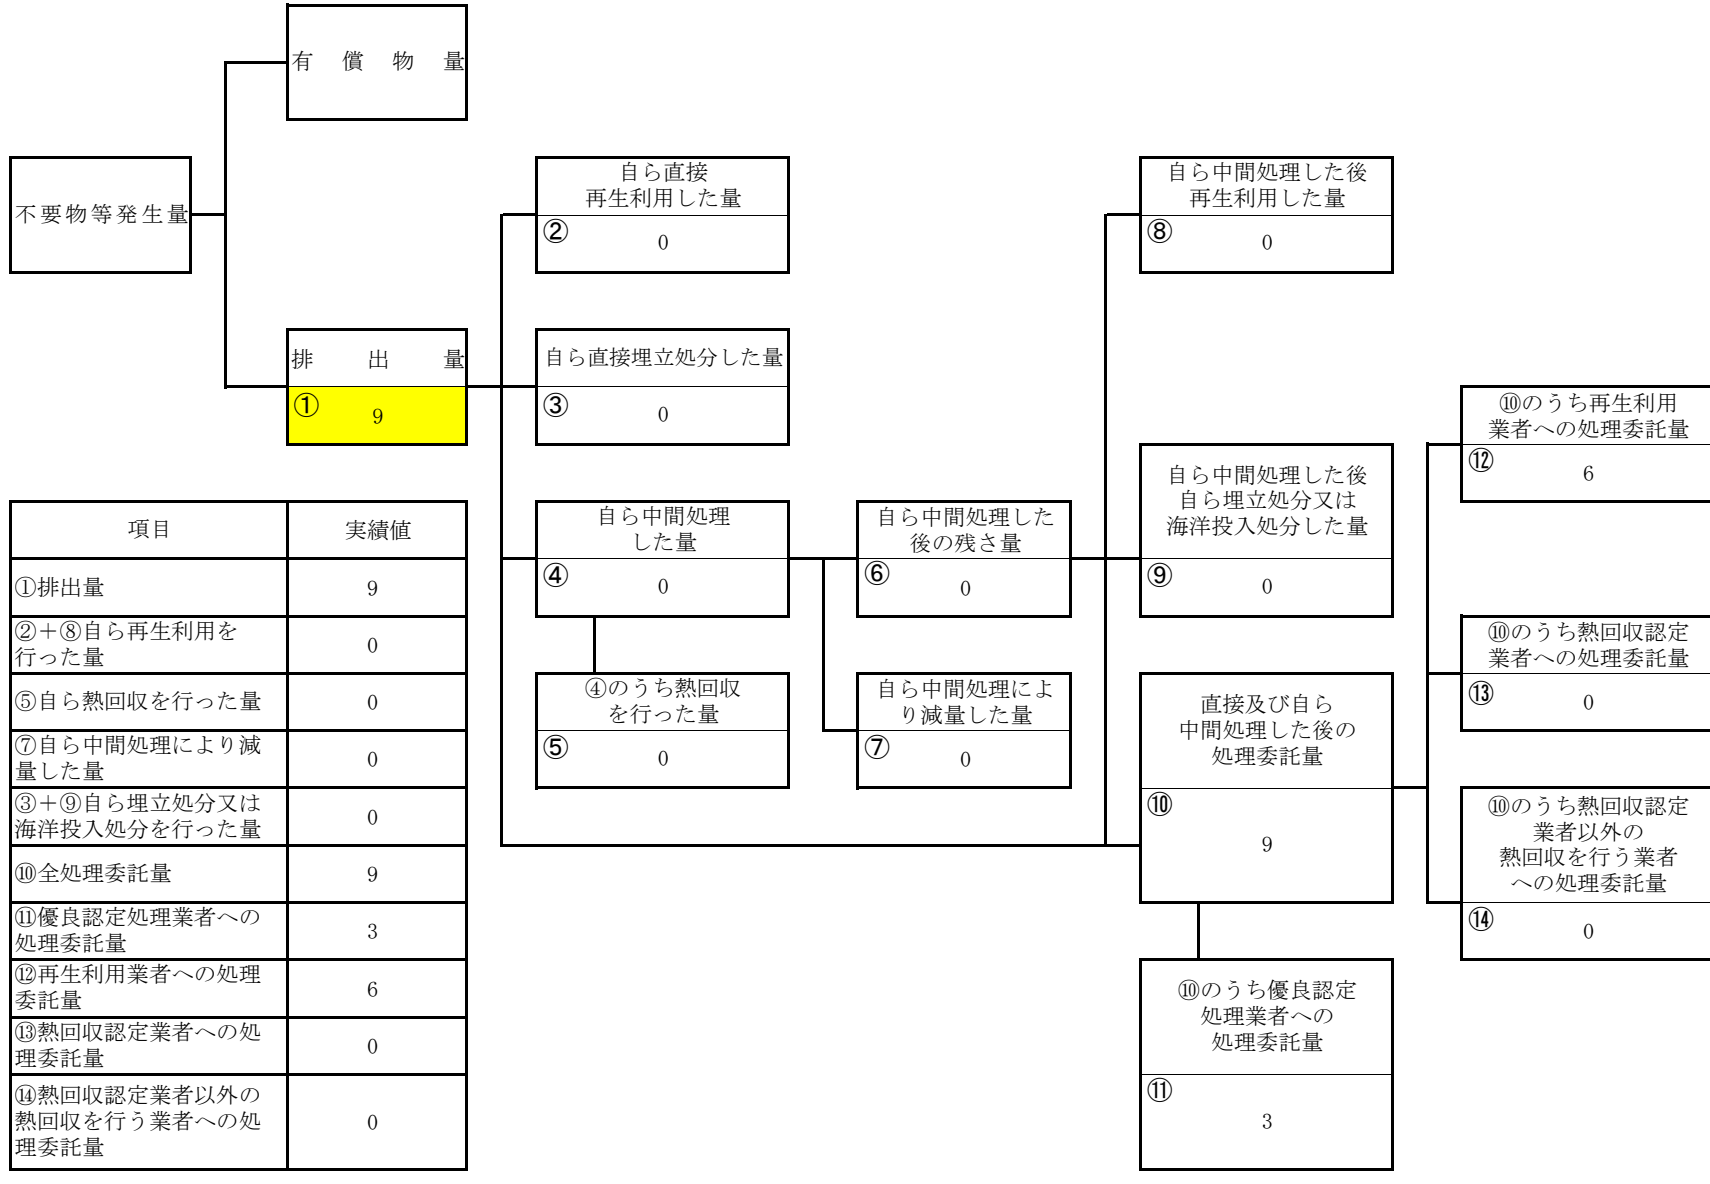 有償物量
不要物等発生量
自ら直接
再生利用した量
②
0
自ら中間処理した後
再生利用した量
⑧
0
排出量
①
9
自ら直接埋立処分した量
③
0
⑩のうち再生利用
業者への処理委託量
⑫
6
自ら中間処理
した量
④
0
自ら中間処理した
後の残さ量
⑥
0
自ら中間処理した後
自ら埋立処分又は
海洋投入処分した量
⑨
0
⑩のうち熱回収認定
業者への処理委託量
⑬
0
④のうち熱回収
を行った量
⑤
0
自ら中間処理によ
り減量した量
⑦
0
直接及び自ら
中間処理した後の
処理委託量
⑩
9
⑩のうち熱回収認定
業者以外の
熱回収を行う業者
への処理委託量
⑭
0
⑩のうち優良認定
処理業者への
処理委託量
⑪
3
項目 実績値
①排出量 9
②+⑧自ら再生利用を
行った量
0
⑤自ら熱回収を行った量 0
⑦自ら中間処理により減
量した量
0
③+⑨自ら埋立処分又は
海洋投入処分を行った量
0
⑩全処理委託量 9
⑪優良認定処理業者への
処理委託量
3
⑫再生利用業者への処理
委託量
6
⑬熱回収認定業者への処
理委託量
0
⑭熱回収認定業者以外の
熱回収を行う業者への処
理委託量
0